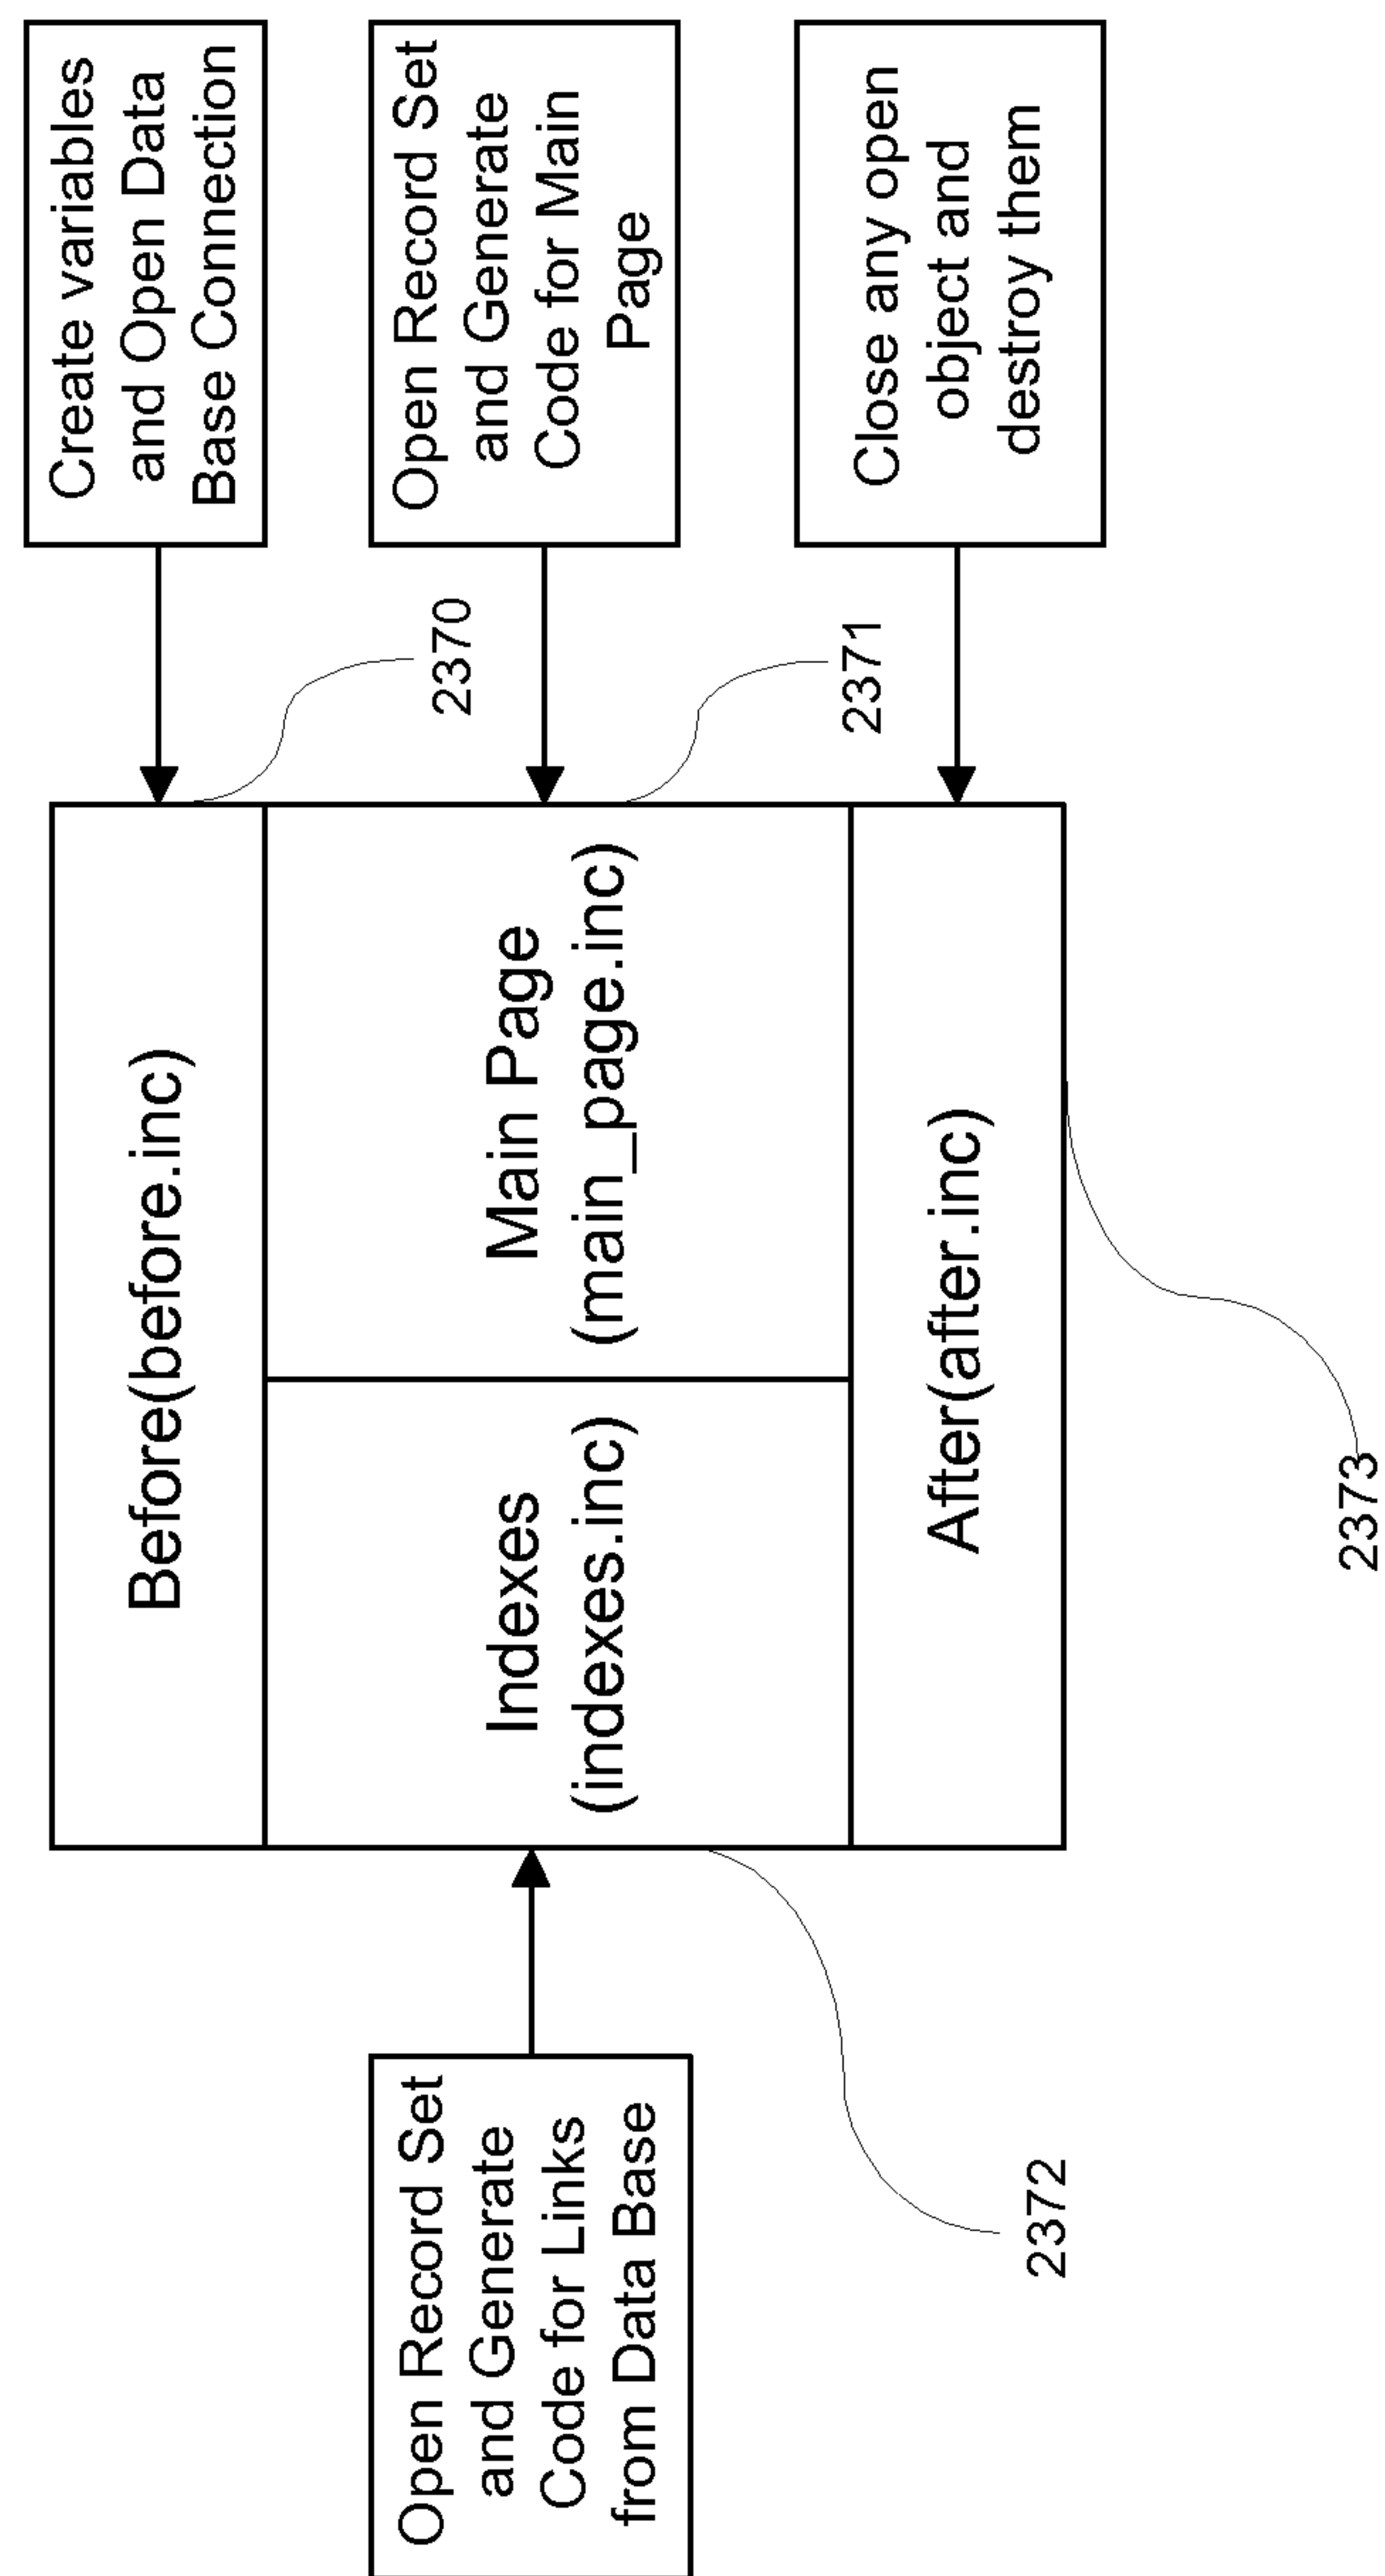 Before(before.inc)
Create variables
and Open Data
Base Connection
2370
Open Record Set
and Generate
Code for Links
from Data Base
Indexes
(indexes.inc)
Main Page
(main_page.inc)
Open Record Set
and Generate
Code for Main
Page
2371
After(after.inc)
Close any open
object and
destroy them
2372
2373